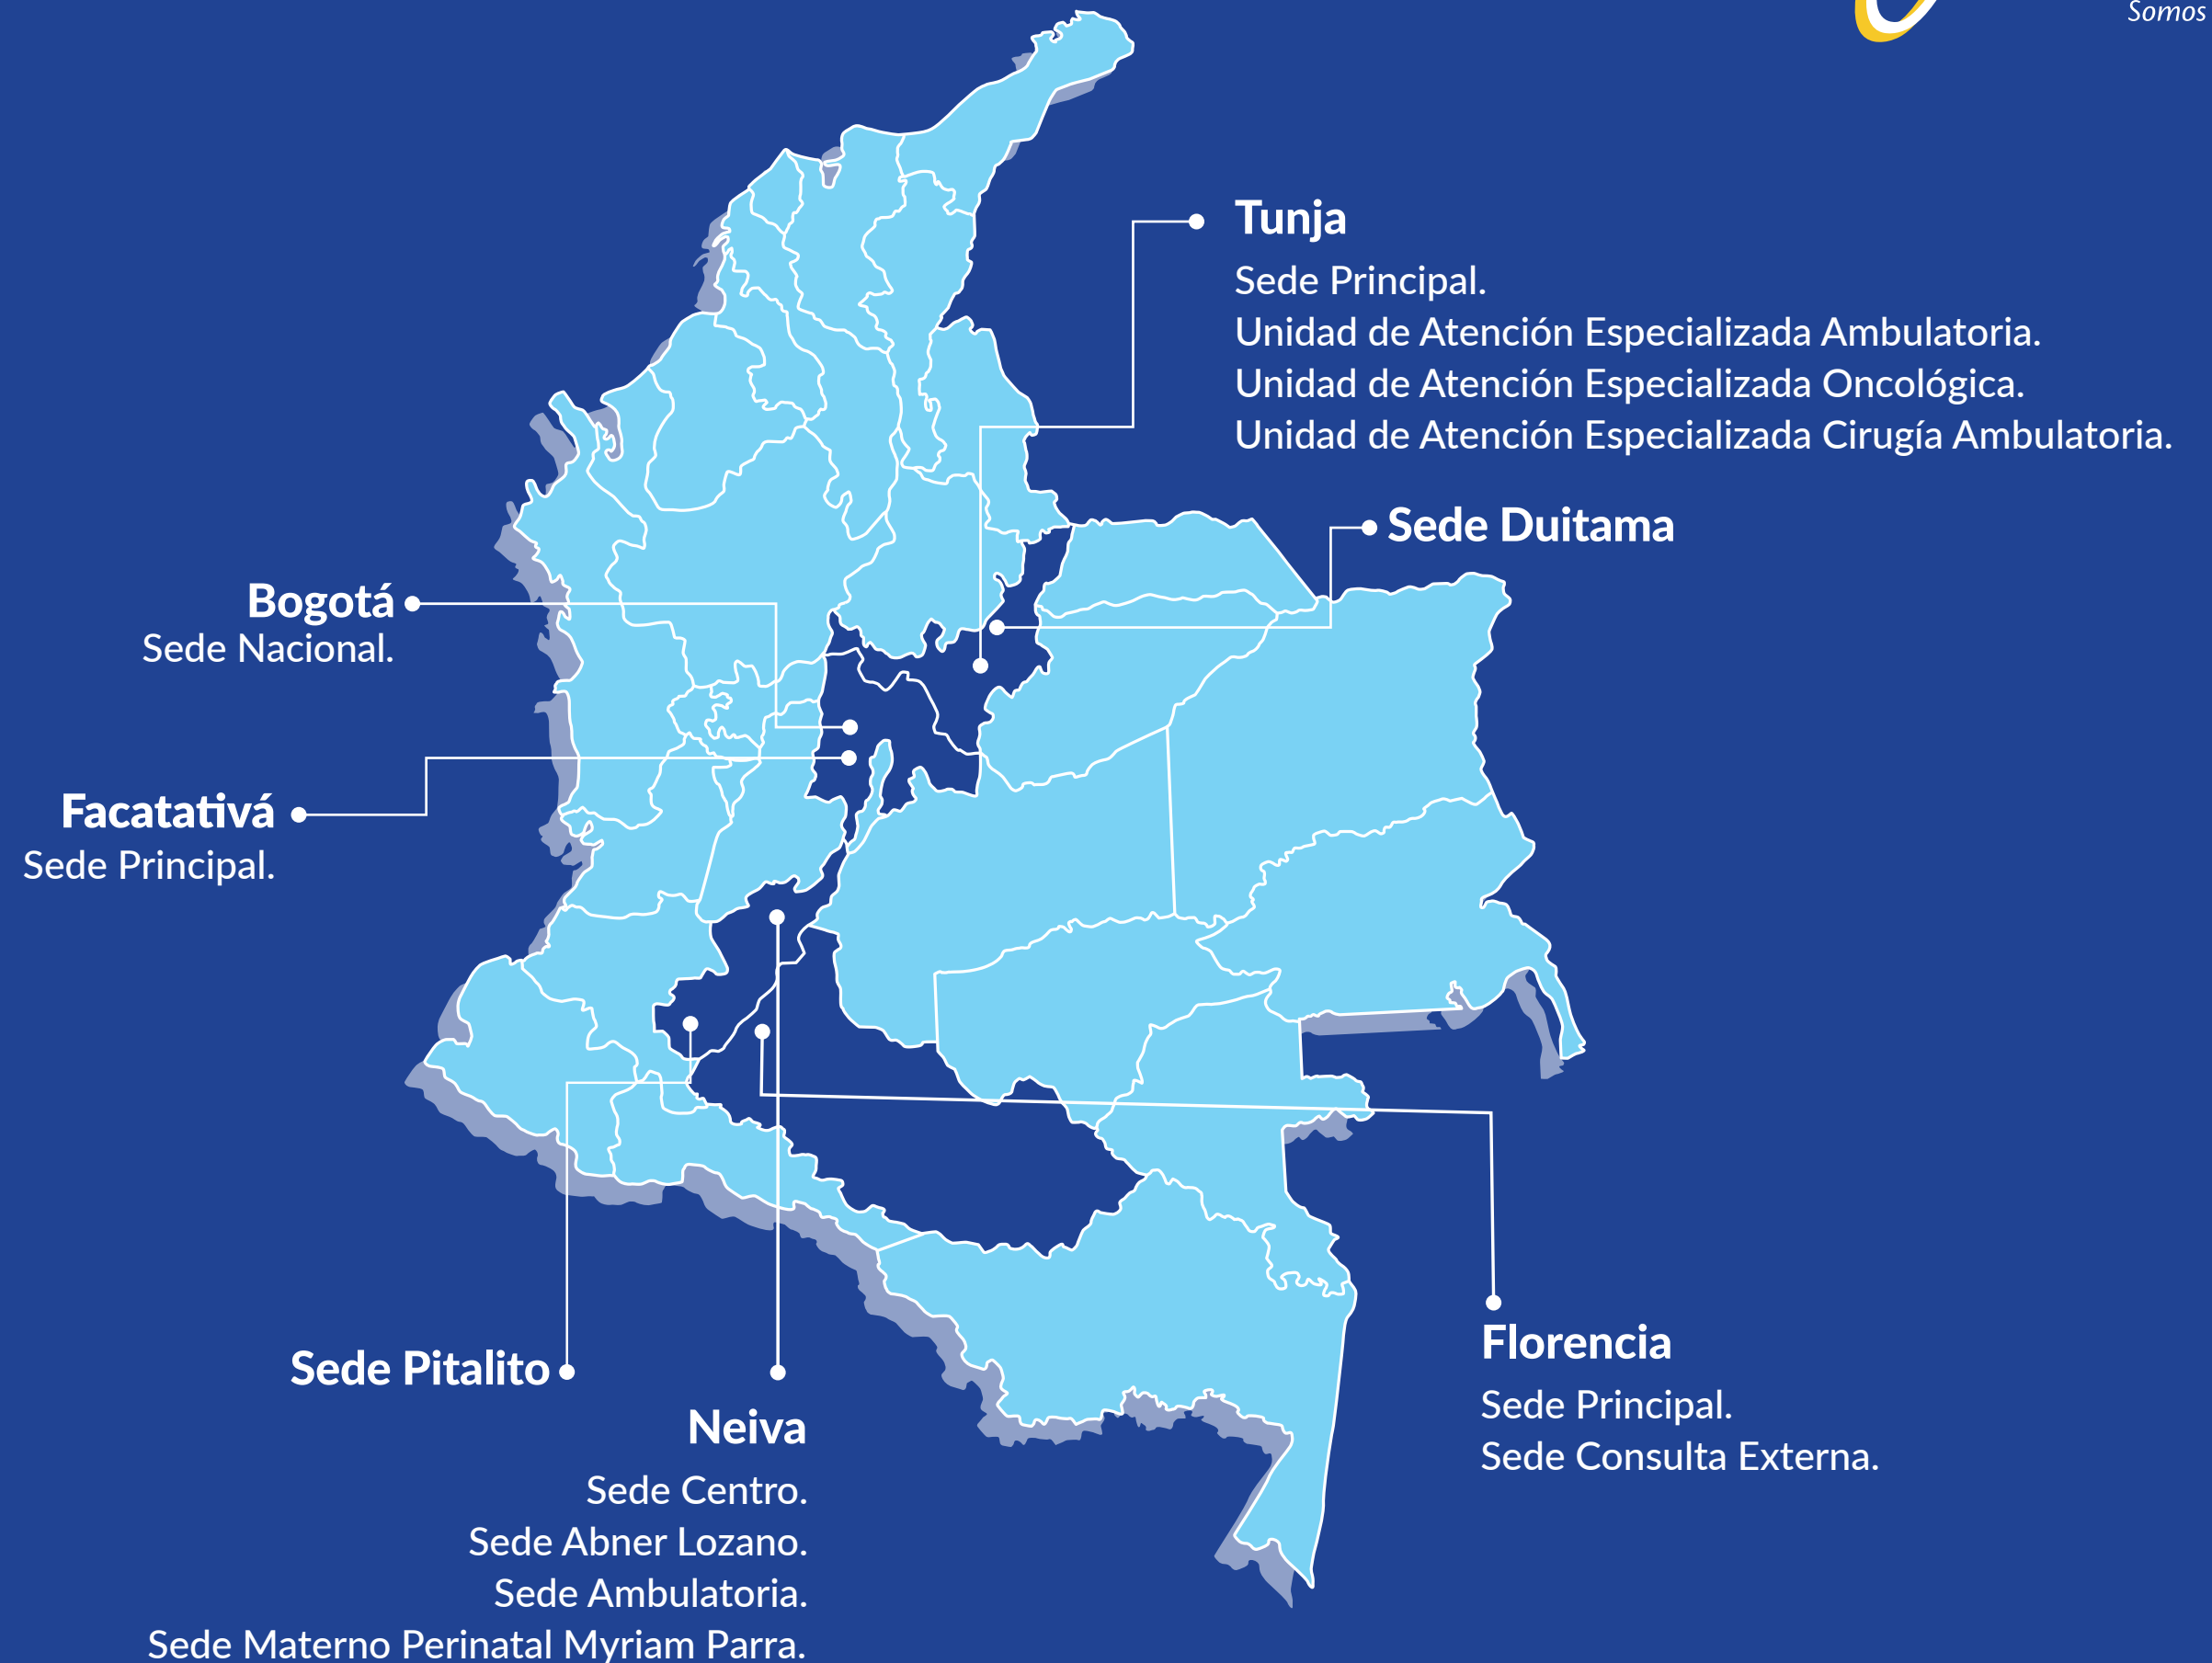 Somos
Tunja
Sede Principal.
Unidad de Atención Especializada Ambulatoria.
Unidad de Atención Especializada Oncológica.
Unidad de Atención Especializada Cirugía Ambulatoria.
Sede Duitama
Bogotá
Sede Nacional.
Facatativá
Sede Principal.
Sede Pitalito
Neiva
Sede Centro.
Sede Abner Lozano.
Sede Ambulatoria.
Sede Materno Perinatal Myriam Parra.
Florencia
Sede Principal.
Sede Consulta Externa.